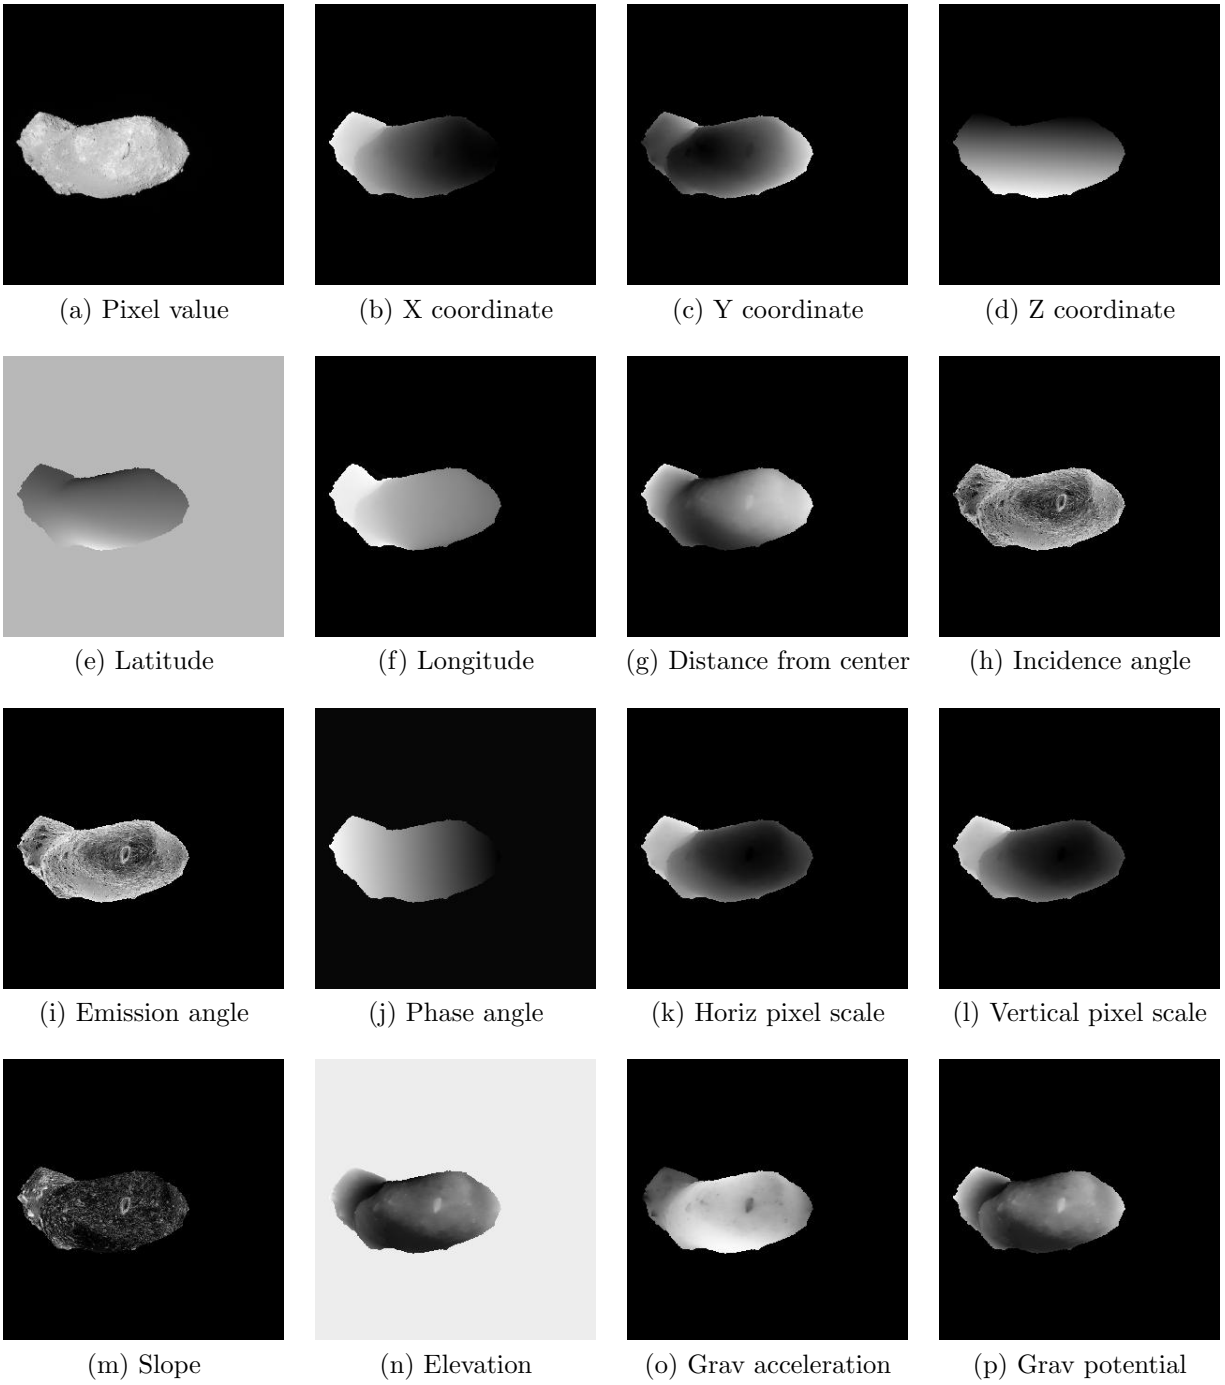 (a) Pixel value
(b) X coordinate
(c) Y coordinate
(d) Z coordinate
(e) Latitude
(f) Longitude
(g) Distance from center
(h) Incidence angle
(i) Emission angle
(j) Phase angle
(k) Horiz pixel scale
(l) Vertical pixel scale
(m) Slope
(n) Elevation
(o) Grav acceleration
(p) Grav potential